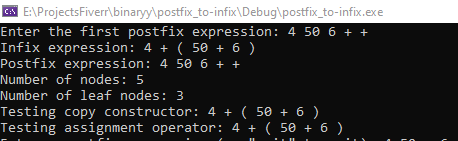 E:\ProjectsFiverr\binaryy\postfix_to-infix\Debug\postfix_to-infix.exe
Enter the first postfix expression: 4 50 6 + +
Infix expression: 4 + ( 50 + 6 )
Postfix expression: 4 50 6 + +
Number of nodes: 5
Number of leaf nodes: 3
Testing copy constructor: 4 + ( 50 + 6 )
Testing assignment operator: 4 + ( 50 + 6 )